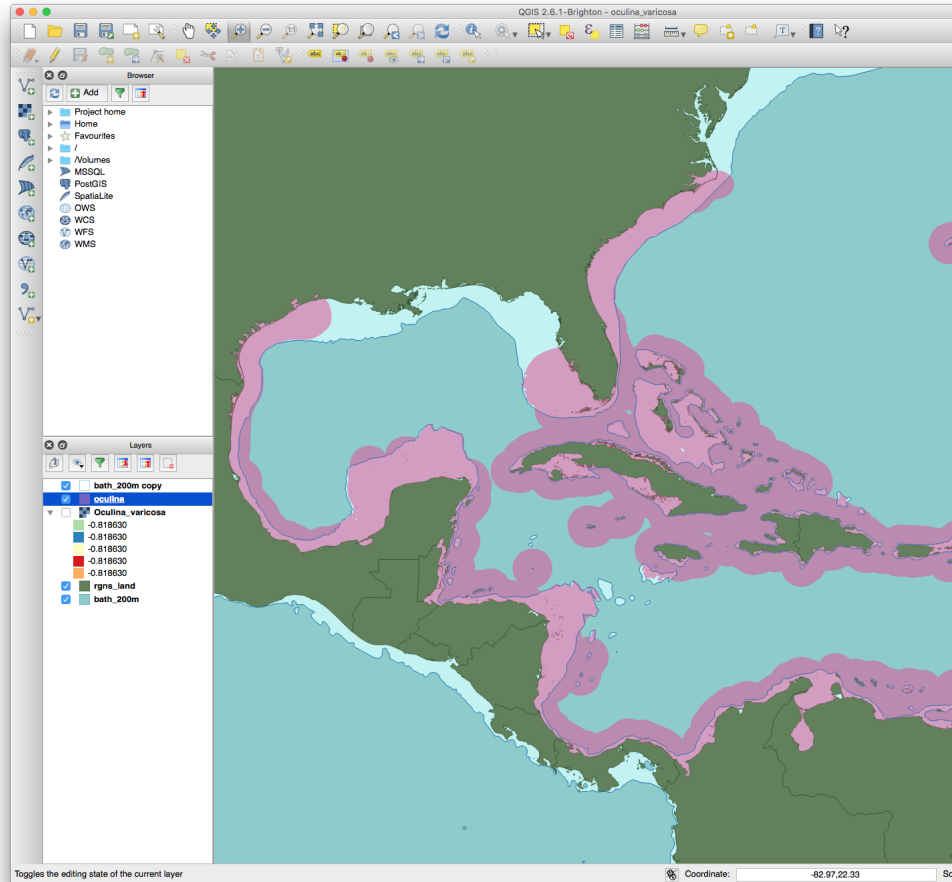 QGIS 2.6.1-Brighton - oculina_varicosa
Browser
Add
Project home
Home
Favourites
/
/Volumes
MSSQL
PostGIS
SpatiaLite
OWS
WCS
WFS
WMS
Layers
bath_200m copy
oculina
Oculina_varicosa
-0.818630
-0.818630
-0.818630
-0.818630
-0.818630
rgns_land
bath_200m
Toggles the editing state of the current layer
Coordinate:
-82.97,22.33
Sc